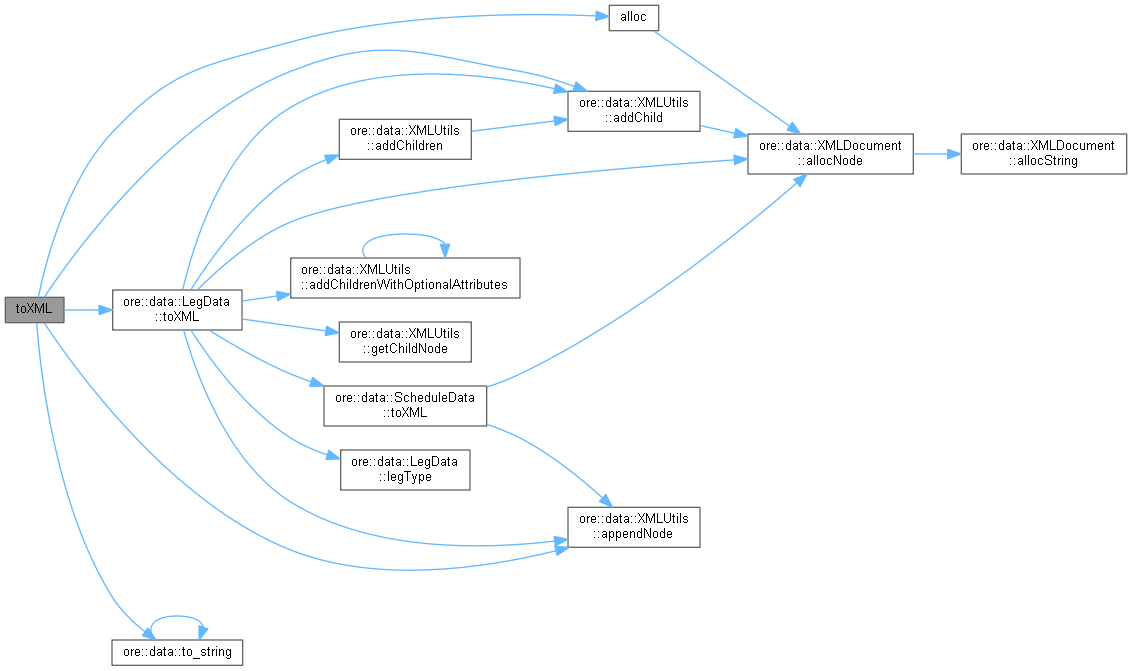 alloc
ore::data::XMLUtils
::addChild
ore::data::XMLUtils
::addChildren
ore::data::XMLDocument
::allocNode
ore::data::XMLDocument
::allocString
ore::data::XMLUtils
::addChildrenWithOptionalAttributes
toXML
ore::data::LegData
::toXML
ore::data::XMLUtils
::getChildNode
ore::data::ScheduleData
::toXML
ore::data::LegData
::legType
ore::data::XMLUtils
::appendNode
ore::data::to_string